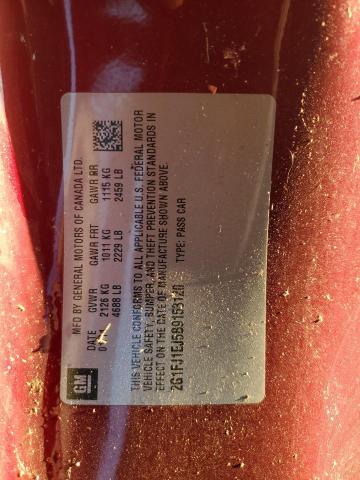 GM
MFD BY GENERAL MOTORS OF CANADA LTD.
DATE GVWR GAWR FRT GAWR RR
2126 KG 1011 KG 1115 KG
4688 LB 2229 LB 2459 LB
THIS VEHICLE CONFORMS TO ALL APPLICABLE U.S. FEDERAL MOTOR
VEHICLE SAFETY, BUMPER, AND THEFT PREVENTION STANDARDS IN
EFFECT ON THE DATE OF MANUFACTURE SHOWN ABOVE.
TYPE: PASS CAR